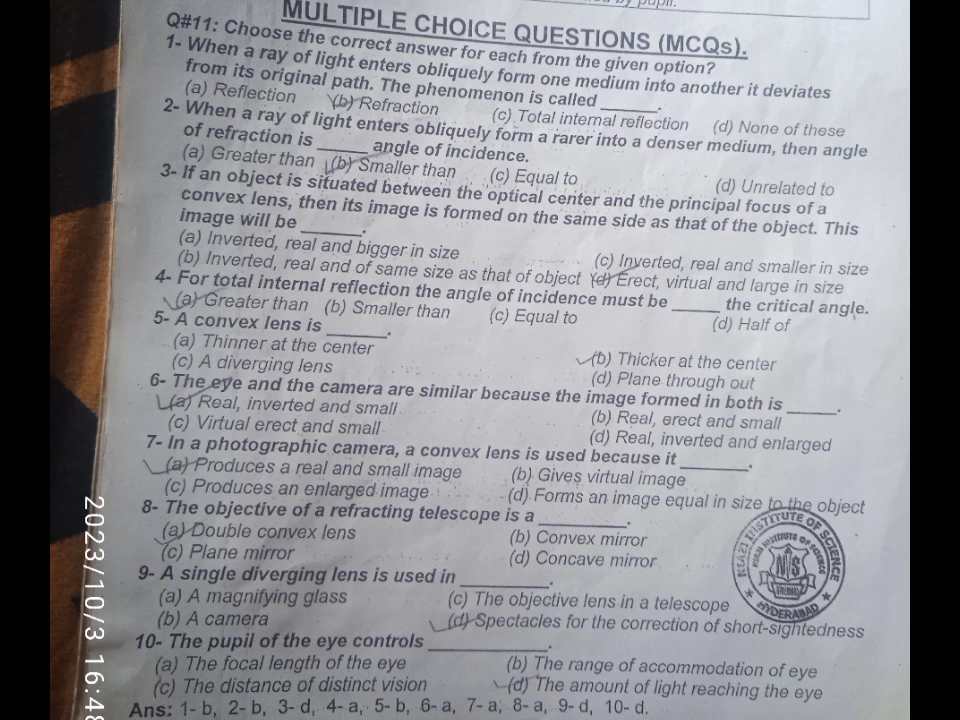 by pupil.
MULTIPLE CHOICE QUESTIONS (MCQs).
Q#11: Choose the correct answer for each from the given option?
1- When a ray of light enters obliquely form one medium into another it deviates
from its original path. The phenomenon is called ______.
(a) Reflection (b) Refraction (c) Total internal reflection (d) None of these
2- When a ray of light enters obliquely form a rarer into a denser medium, then angle
of refraction is ______ angle of incidence.
(a) Greater than (b) Smaller than (c) Equal to (d) Unrelated to
3- If an object is situated between the optical center and the principal focus of a
convex lens, then its image is formed on the same side as that of the object. This
image will be ______.
(a) Inverted, real and bigger in size (c) Inverted, real and smaller in size
(b) Inverted, real and of same size as that of object (d) Erect, virtual and large in size
4- For total internal reflection the angle of incidence must be _____ the critical angle.
(a) Greater than (b) Smaller than (c) Equal to (d) Half of
5- A convex lens is ______.
(a) Thinner at the center (b) Thicker at the center
(c) A diverging lens (d) Plane through out
6- The eye and the camera are similar because the image formed in both is _____.
(a) Real, inverted and small (b) Real, erect and small
(c) Virtual erect and small (d) Real, inverted and enlarged
7- In a photographic camera, a convex lens is used because it _______.
(a) Produces a real and small image (b) Gives virtual image
(c) Produces an enlarged image (d) Forms an image equal in size to the object
8- The objective of a refracting telescope is a _________.
(a) Double convex lens (b) Convex mirror
(c) Plane mirror (d) Concave mirror
9- A single diverging lens is used in _________.
(a) A magnifying glass (c) The objective lens in a telescope
(b) A camera (d) Spectacles for the correction of short-sightedness
10- The pupil of the eye controls ____________.
(a) The focal length of the eye (b) The range of accommodation of eye
(c) The distance of distinct vision (d) The amount of light reaching the eye
Ans: 1- b, 2- b, 3- d, 4- a, 5- b, 6- a, 7- a, 8- a, 9- d, 10- d.
NIAZI INSTITUTE OF SCIENCE
NIS
HYDERABAD
2023/10/3 16:48